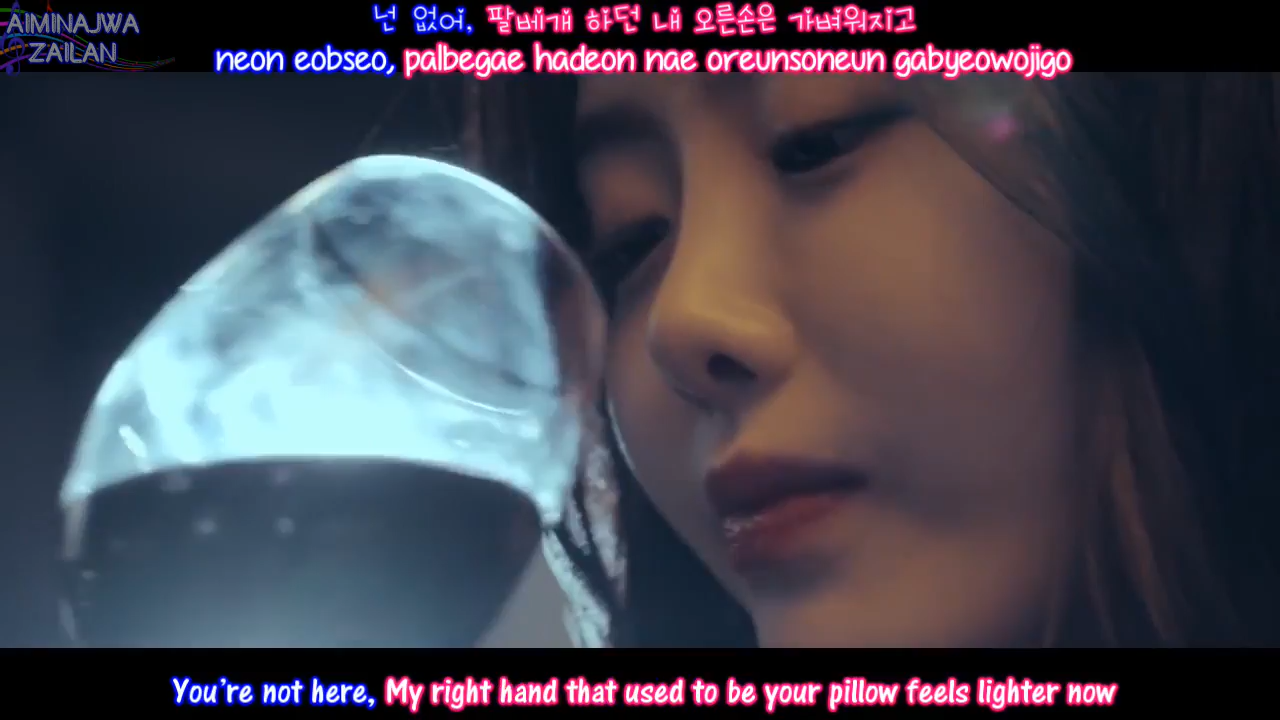 AIMINAJWA
ZAILAN
넌 없어, 팔베개 하던 내 오른손은 가벼워지고
neon eobseo, palbegae hadeon nae oreunsoneun gabyeowojigo
You're not here, My right hand that used to be your pillow feels lighter now